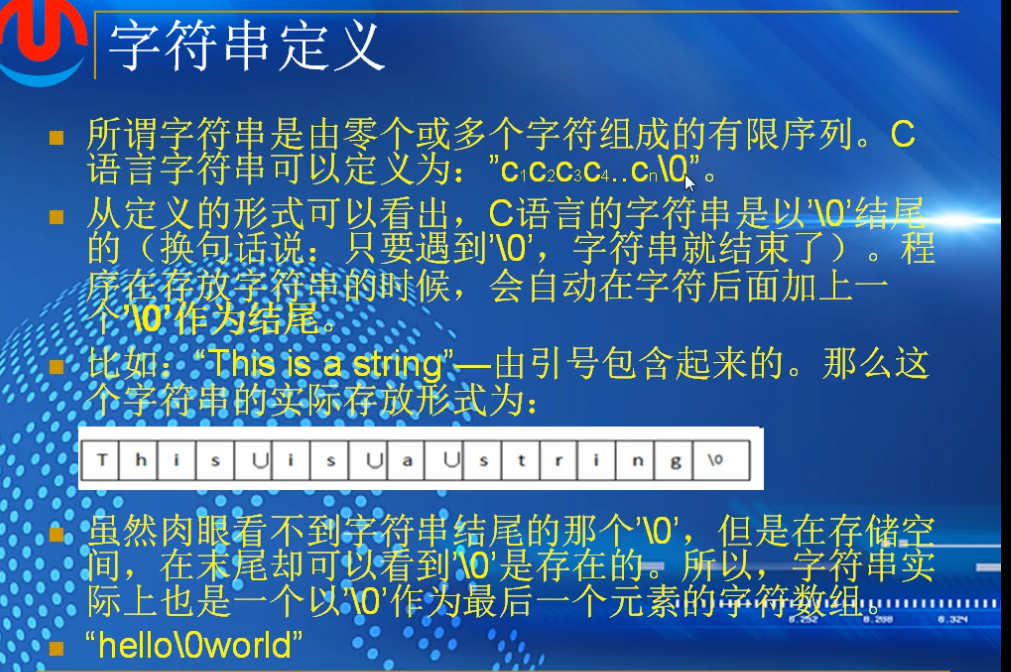 字符串定义
所谓字符串是由零个或多个字符组成的有限序列。C
语言字符串可以定义为：”c₁c₂c₃c₄..cₙ\0”。
从定义的形式可以看出，C语言的字符串是以’\0’结尾
的（换句话说：只要遇到’\0’，字符串就结束了）。程
序在存放字符串的时候，会自动在字符后面加上一
个’\0’作为结尾。
比如：“This is a string”—由引号包含起来的。那么这
个字符串的实际存放形式为：
T h i s U i s U a U s t r i n g \0
虽然肉眼看不到字符串结尾的那个’\0’，但是在存储空
间，在末尾却可以看到’\0’是存在的。所以，字符串实
际上也是一个以’\0’作为最后一个元素的字符数组。
6.252 6.288 6.324
“hello\0world”